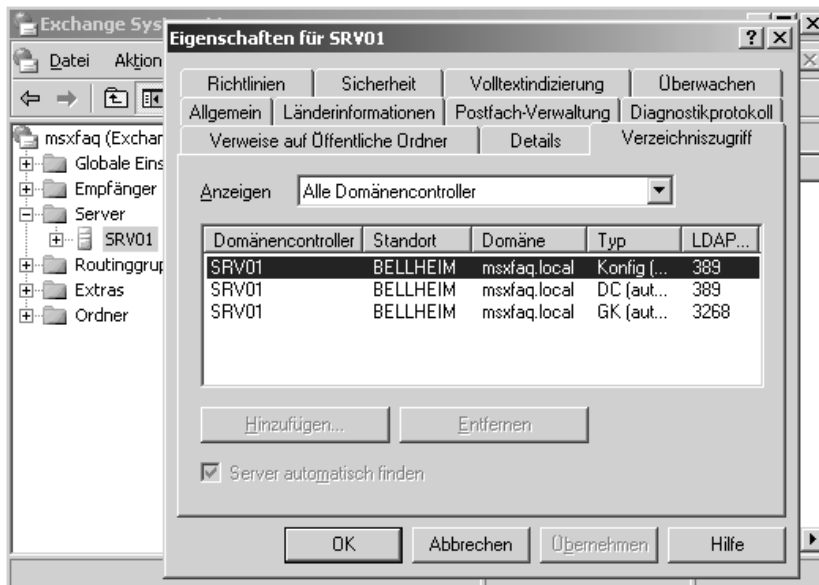 Exchange Sys
Eigenschaften für SRV01
Datei Aktion
msxfaq (Exchan
Globale Eins
Empfänger
Server
SRV01
Routinggrup
Extras
Ordner
Richtlinien Sicherheit Volltextindizierung Überwachen
Allgemein Länderinformationen Postfach-Verwaltung Diagnostikprotokoll
Verweise auf Öffentliche Ordner Details Verzeichniszugriff
Anzeigen Alle Domänencontroller
Domänencontroller Standort Domäne Typ LDAP...
SRV01 BELLHEIM msxfaq.local Konfig (... 389
SRV01 BELLHEIM msxfaq.local DC (aut... 389
SRV01 BELLHEIM msxfaq.local GK (aut... 3268
Hinzufügen... Entfernen
Server automatisch finden
OK Abbrechen Übernehmen Hilfe